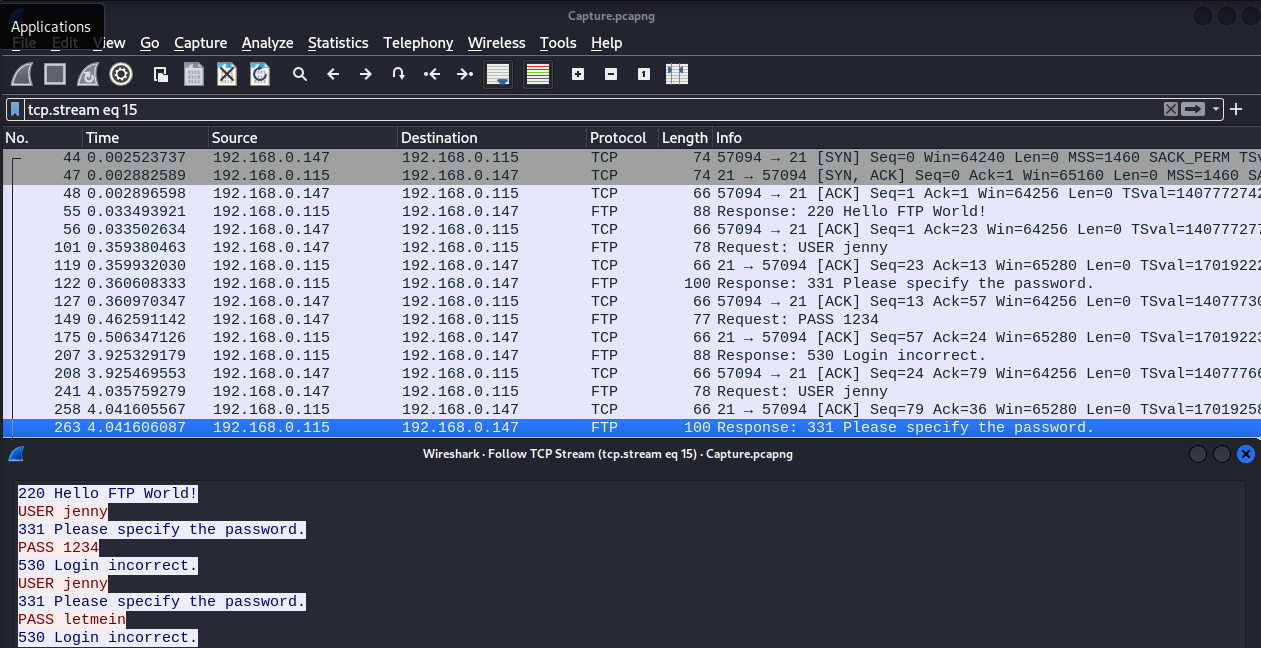 Capture.pcapng
Applications
File Edit View Go Capture Analyze Statistics Telephony Wireless Tools Help
tcp.stream eq 15
No. Time Source Destination Protocol Length Info
44 0.002523737 192.168.0.147 192.168.0.115 TCP 74 57094 → 21 [SYN] Seq=0 Win=64240 Len=0 MSS=1460 SACK_PERM TSv
47 0.002882589 192.168.0.115 192.168.0.147 TCP 74 21 → 57094 [SYN, ACK] Seq=0 Ack=1 Win=65160 Len=0 MSS=1460 SA
48 0.002896598 192.168.0.147 192.168.0.115 TCP 66 57094 → 21 [ACK] Seq=1 Ack=1 Win=64256 Len=0 TSval=1407772742
55 0.033493921 192.168.0.115 192.168.0.147 FTP 88 Response: 220 Hello FTP World!
56 0.033502634 192.168.0.147 192.168.0.115 TCP 66 57094 → 21 [ACK] Seq=1 Ack=23 Win=64256 Len=0 TSval=140777277
101 0.359380463 192.168.0.147 192.168.0.115 FTP 78 Request: USER jenny
119 0.359932030 192.168.0.115 192.168.0.147 TCP 66 21 → 57094 [ACK] Seq=23 Ack=13 Win=65280 Len=0 TSval=17019222
122 0.360608333 192.168.0.115 192.168.0.147 FTP 100 Response: 331 Please specify the password.
127 0.360970347 192.168.0.147 192.168.0.115 TCP 66 57094 → 21 [ACK] Seq=13 Ack=57 Win=64256 Len=0 TSval=14077730
149 0.462591142 192.168.0.147 192.168.0.115 FTP 77 Request: PASS 1234
175 0.506347126 192.168.0.115 192.168.0.147 TCP 66 21 → 57094 [ACK] Seq=57 Ack=24 Win=65280 Len=0 TSval=17019223
207 3.925329179 192.168.0.115 192.168.0.147 FTP 88 Response: 530 Login incorrect.
208 3.925469553 192.168.0.147 192.168.0.115 TCP 66 57094 → 21 [ACK] Seq=24 Ack=79 Win=64256 Len=0 TSval=14077766
241 4.035759279 192.168.0.147 192.168.0.115 FTP 78 Request: USER jenny
258 4.041605567 192.168.0.115 192.168.0.147 TCP 66 21 → 57094 [ACK] Seq=79 Ack=36 Win=65280 Len=0 TSval=17019258
263 4.041606087 192.168.0.115 192.168.0.147 FTP 100 Response: 331 Please specify the password.
Wireshark · Follow TCP Stream (tcp.stream eq 15) · Capture.pcapng
220 Hello FTP World!
USER jenny
331 Please specify the password.
PASS 1234
530 Login incorrect.
USER jenny
331 Please specify the password.
PASS letmein
530 Login incorrect.